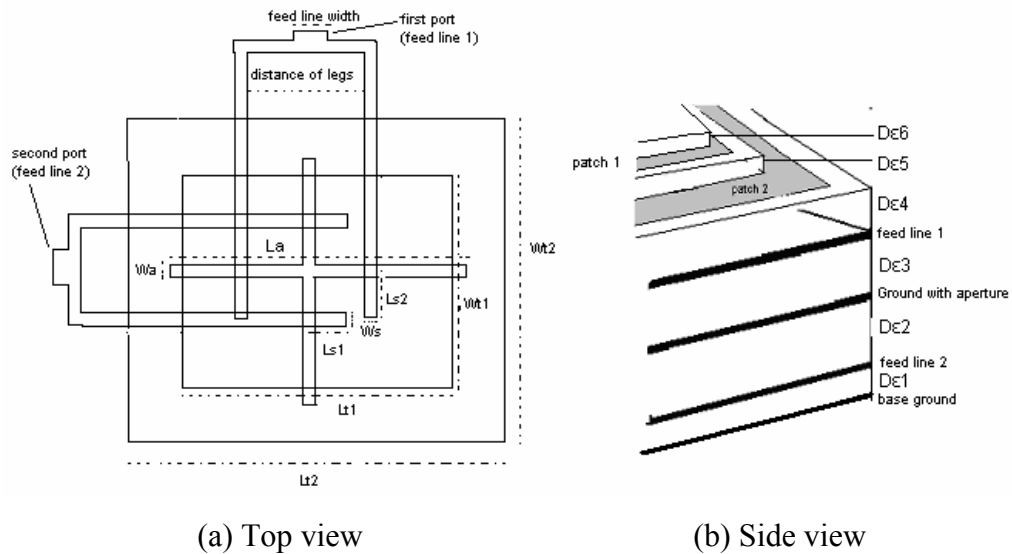 feed line width
first port
(feed line 1)
distance of legs
second port
(feed line 2)
La
Wa
Ls2
Wt1
Wt2
Ws
Ls1
Lt1
Lt2
(a) Top view
patch 1
patch 2
Dε6
Dε5
Dε4
feed line 1
Dε3
Ground with aperture
Dε2
feed line 2
Dε1
base ground
(b) Side view